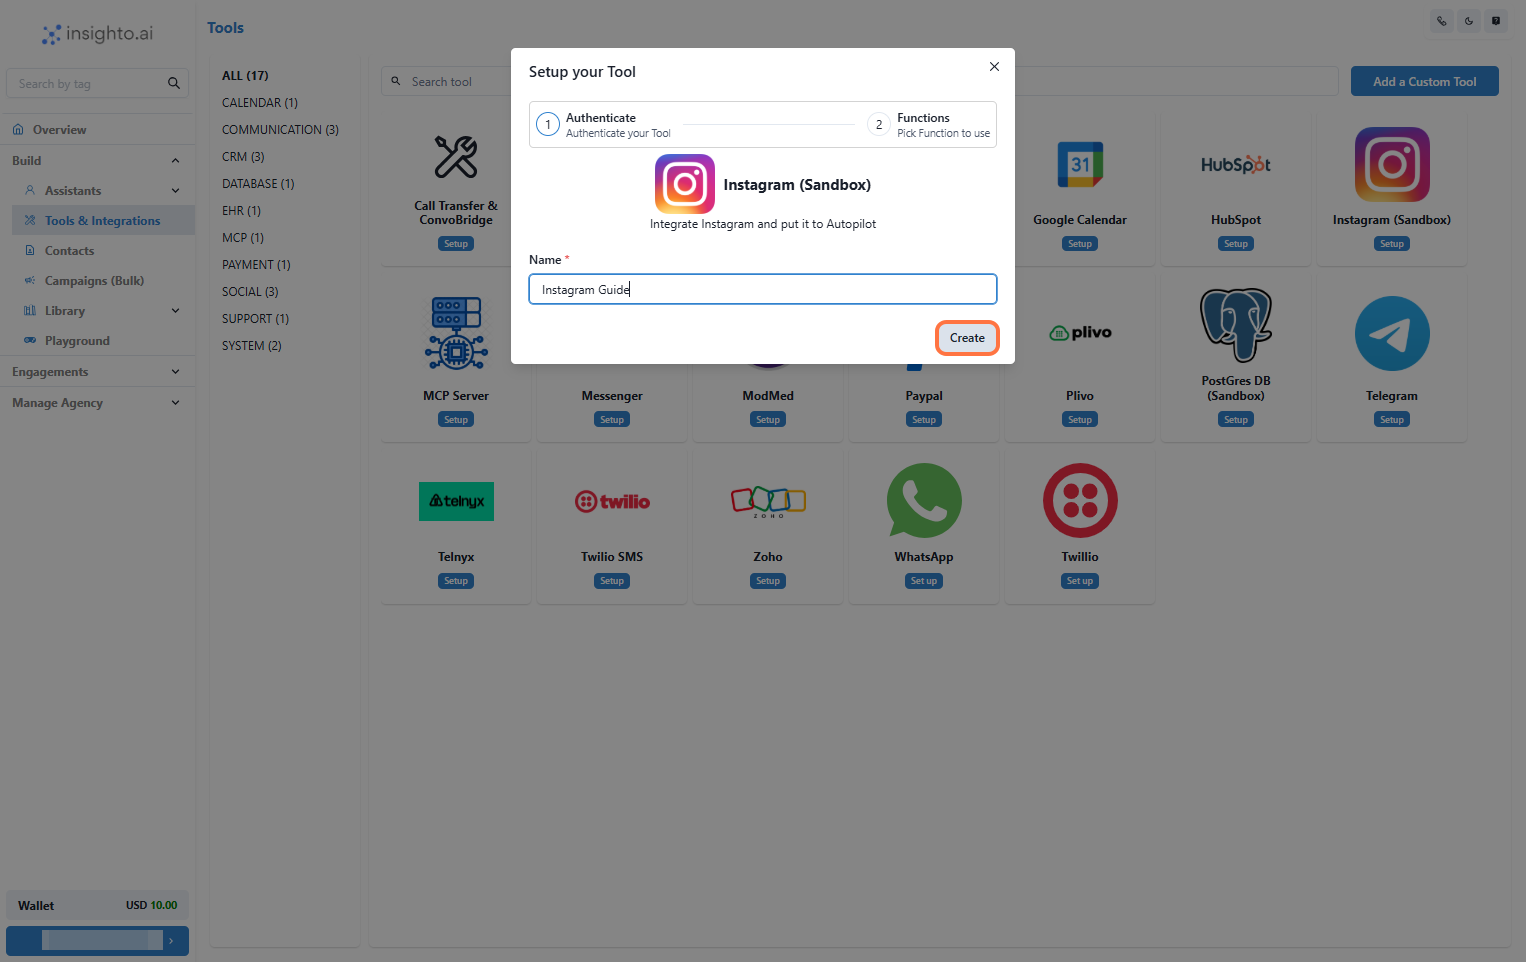 insighto.ai
Search by tag
Overview
Build
Assistants
Tools & Integrations
Contacts
Campaigns (Bulk)
Library
Playground
Engagements
Manage Agency
Wallet USD 10.00
Tools
ALL (17)
CALENDAR (1)
COMMUNICATION (3)
CRM (3)
DATABASE (1)
EHR (1)
MCP (1)
PAYMENT (1)
SOCIAL (3)
SUPPORT (1)
SYSTEM (2)
Search tool
Add a Custom Tool
Setup your Tool
1
Authenticate
Authenticate your Tool
2
Functions
Pick Function to use
Instagram (Sandbox)
Integrate Instagram and put it to Autopilot
Name *
Instagram Guide
Create
Call Transfer &
ConvoBridge
Setup
31
Google Calendar
Setup
HubSpot
HubSpot
Setup
Instagram (Sandbox)
Setup
MCP Server
Setup
Messenger
Setup
ModMed
Setup
Paypal
Setup
plivo
Plivo
Setup
PostGres DB
(Sandbox)
Setup
Telegram
Setup
telnyx
Telnyx
Setup
twilio
Twilio SMS
Setup
ZOHO
Zoho
Setup
WhatsApp
Set up
Twillio
Set up